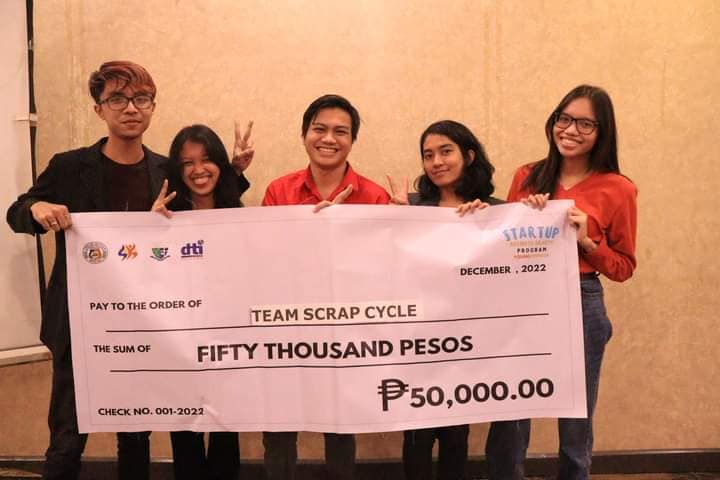 dti
STARTUP
PROGRAM
DECEMBER , 2022
PAY TO THE ORDER OF
TEAM SCRAP CYCLE
THE SUM OF
FIFTY THOUSAND PESOS
₱50,000.00
CHECK NO. 001-2022